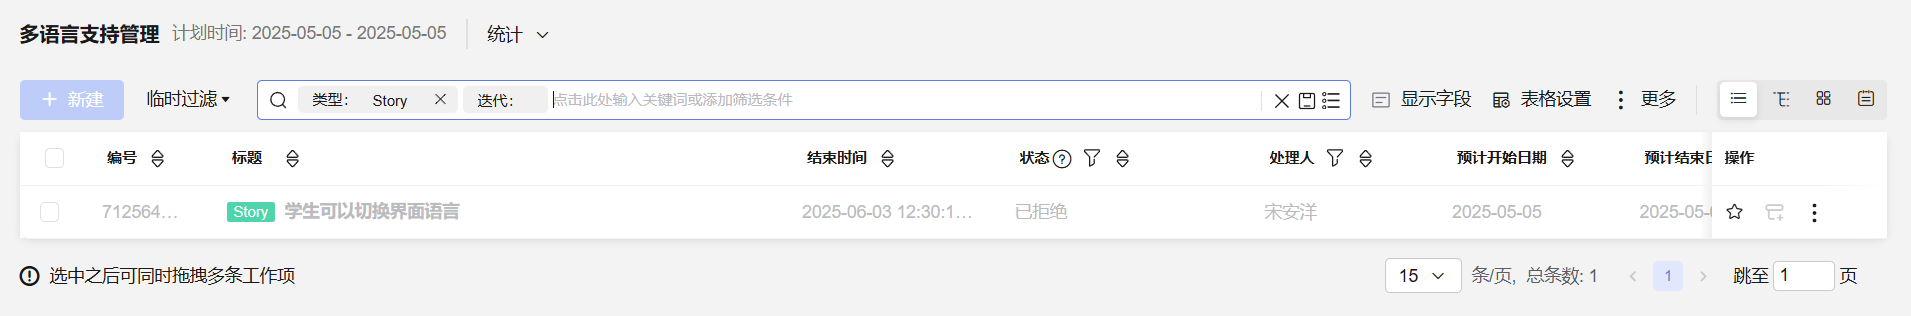 多语言支持管理 计划时间: 2025-05-05 - 2025-05-05 统计
新建 临时过滤 类型: Story 迭代: 点击此处输入关键词或添加筛选条件 显示字段 表格设置 更多
编号 标题 结束时间 状态 处理人 预计开始日期 预计结束日 操作
712564... Story 学生可以切换界面语言 2025-06-03 12:30:1... 已拒绝 宋安洋 2025-05-05 2025-05-
选中之后可同时拖拽多条工作项 15 条/页, 总条数: 1 1 跳至 1 页